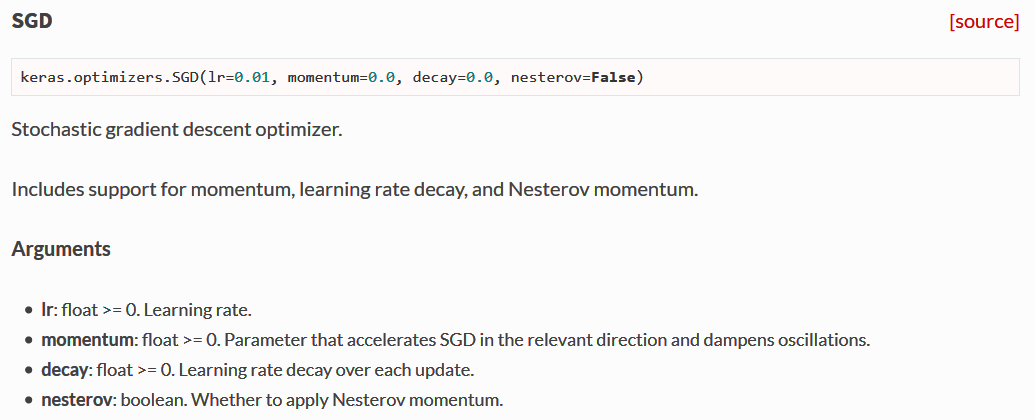 SGD [source]
keras.optimizers.SGD(lr=0.01, momentum=0.0, decay=0.0, nesterov=False)
Stochastic gradient descent optimizer.
Includes support for momentum, learning rate decay, and Nesterov momentum.
Arguments
• lr: float >= 0. Learning rate.
• momentum: float >= 0. Parameter that accelerates SGD in the relevant direction and dampens oscillations.
• decay: float >= 0. Learning rate decay over each update.
• nesterov: boolean. Whether to apply Nesterov momentum.